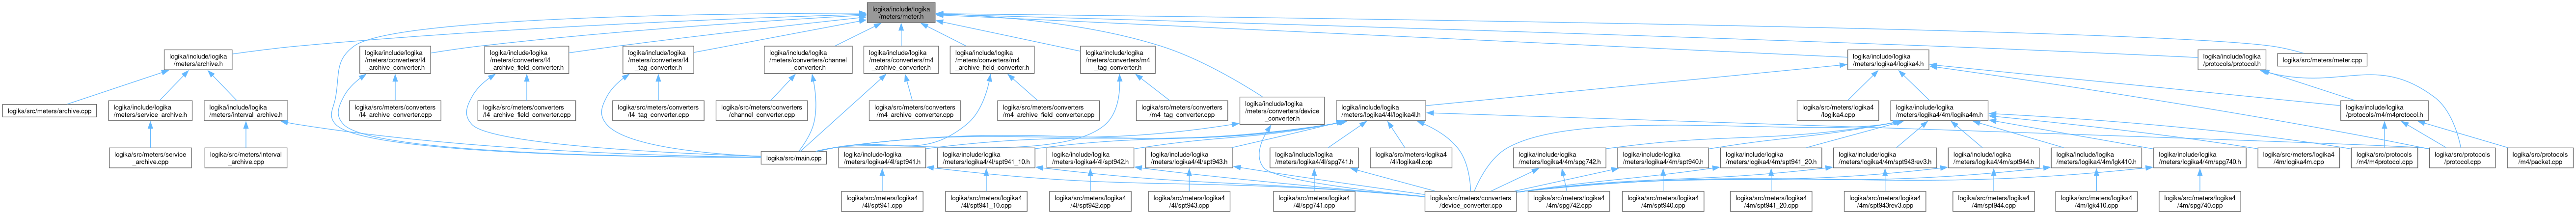 logika/include/logika
/meters/meter.h
logika/include/logika
/meters/archive.h
logika/include/logika
/meters/converters/l4
_archive_converter.h
logika/include/logika
/meters/converters/l4
_archive_field_converter.h
logika/include/logika
/meters/converters/l4
_tag_converter.h
logika/include/logika
/meters/converters/channel
_converter.h
logika/include/logika
/meters/converters/m4
_archive_converter.h
logika/include/logika
/meters/converters/m4
_archive_field_converter.h
logika/include/logika
/meters/converters/m4
_tag_converter.h
logika/include/logika
/meters/logika4/logika4.h
logika/include/logika
/protocols/protocol.h
logika/src/meters/meter.cpp
logika/src/meters/archive.cpp
logika/include/logika
/meters/service_archive.h
logika/include/logika
/meters/interval_archive.h
logika/src/meters/converters
/l4_archive_converter.cpp
logika/src/meters/converters
/l4_archive_field_converter.cpp
logika/src/meters/converters
/l4_tag_converter.cpp
logika/src/meters/converters
/channel_converter.cpp
logika/src/meters/converters
/m4_archive_converter.cpp
logika/src/meters/converters
/m4_archive_field_converter.cpp
logika/src/meters/converters
/m4_tag_converter.cpp
logika/include/logika
/meters/converters/device
_converter.h
logika/include/logika
/meters/logika4/4l/logika4l.h
logika/src/meters/logika4
/logika4.cpp
logika/include/logika
/meters/logika4/4m/logika4m.h
logika/include/logika
/protocols/m4/m4protocol.h
logika/src/meters/service
_archive.cpp
logika/src/meters/interval
_archive.cpp
logika/src/main.cpp
logika/include/logika
/meters/logika4/4l/spt941.h
logika/include/logika
/meters/logika4/4l/spt941_10.h
logika/include/logika
/meters/logika4/4l/spt942.h
logika/include/logika
/meters/logika4/4l/spt943.h
logika/include/logika
/meters/logika4/4l/spg741.h
logika/src/meters/logika4
/4l/logika4l.cpp
logika/include/logika
/meters/logika4/4m/spg742.h
logika/include/logika
/meters/logika4/4m/spt940.h
logika/include/logika
/meters/logika4/4m/spt941_20.h
logika/include/logika
/meters/logika4/4m/spt943rev3.h
logika/include/logika
/meters/logika4/4m/spt944.h
logika/include/logika
/meters/logika4/4m/lgk410.h
logika/include/logika
/meters/logika4/4m/spg740.h
logika/src/meters/logika4
/4m/logika4m.cpp
logika/src/protocols
/m4/m4protocol.cpp
logika/src/protocols
/protocol.cpp
logika/src/protocols
/m4/packet.cpp
logika/src/meters/logika4
/4l/spt941.cpp
logika/src/meters/logika4
/4l/spt941_10.cpp
logika/src/meters/logika4
/4l/spt942.cpp
logika/src/meters/logika4
/4l/spt943.cpp
logika/src/meters/logika4
/4l/spg741.cpp
logika/src/meters/converters
/device_converter.cpp
logika/src/meters/logika4
/4m/spg742.cpp
logika/src/meters/logika4
/4m/spt940.cpp
logika/src/meters/logika4
/4m/spt941_20.cpp
logika/src/meters/logika4
/4m/spt943rev3.cpp
logika/src/meters/logika4
/4m/spt944.cpp
logika/src/meters/logika4
/4m/lgk410.cpp
logika/src/meters/logika4
/4m/spg740.cpp